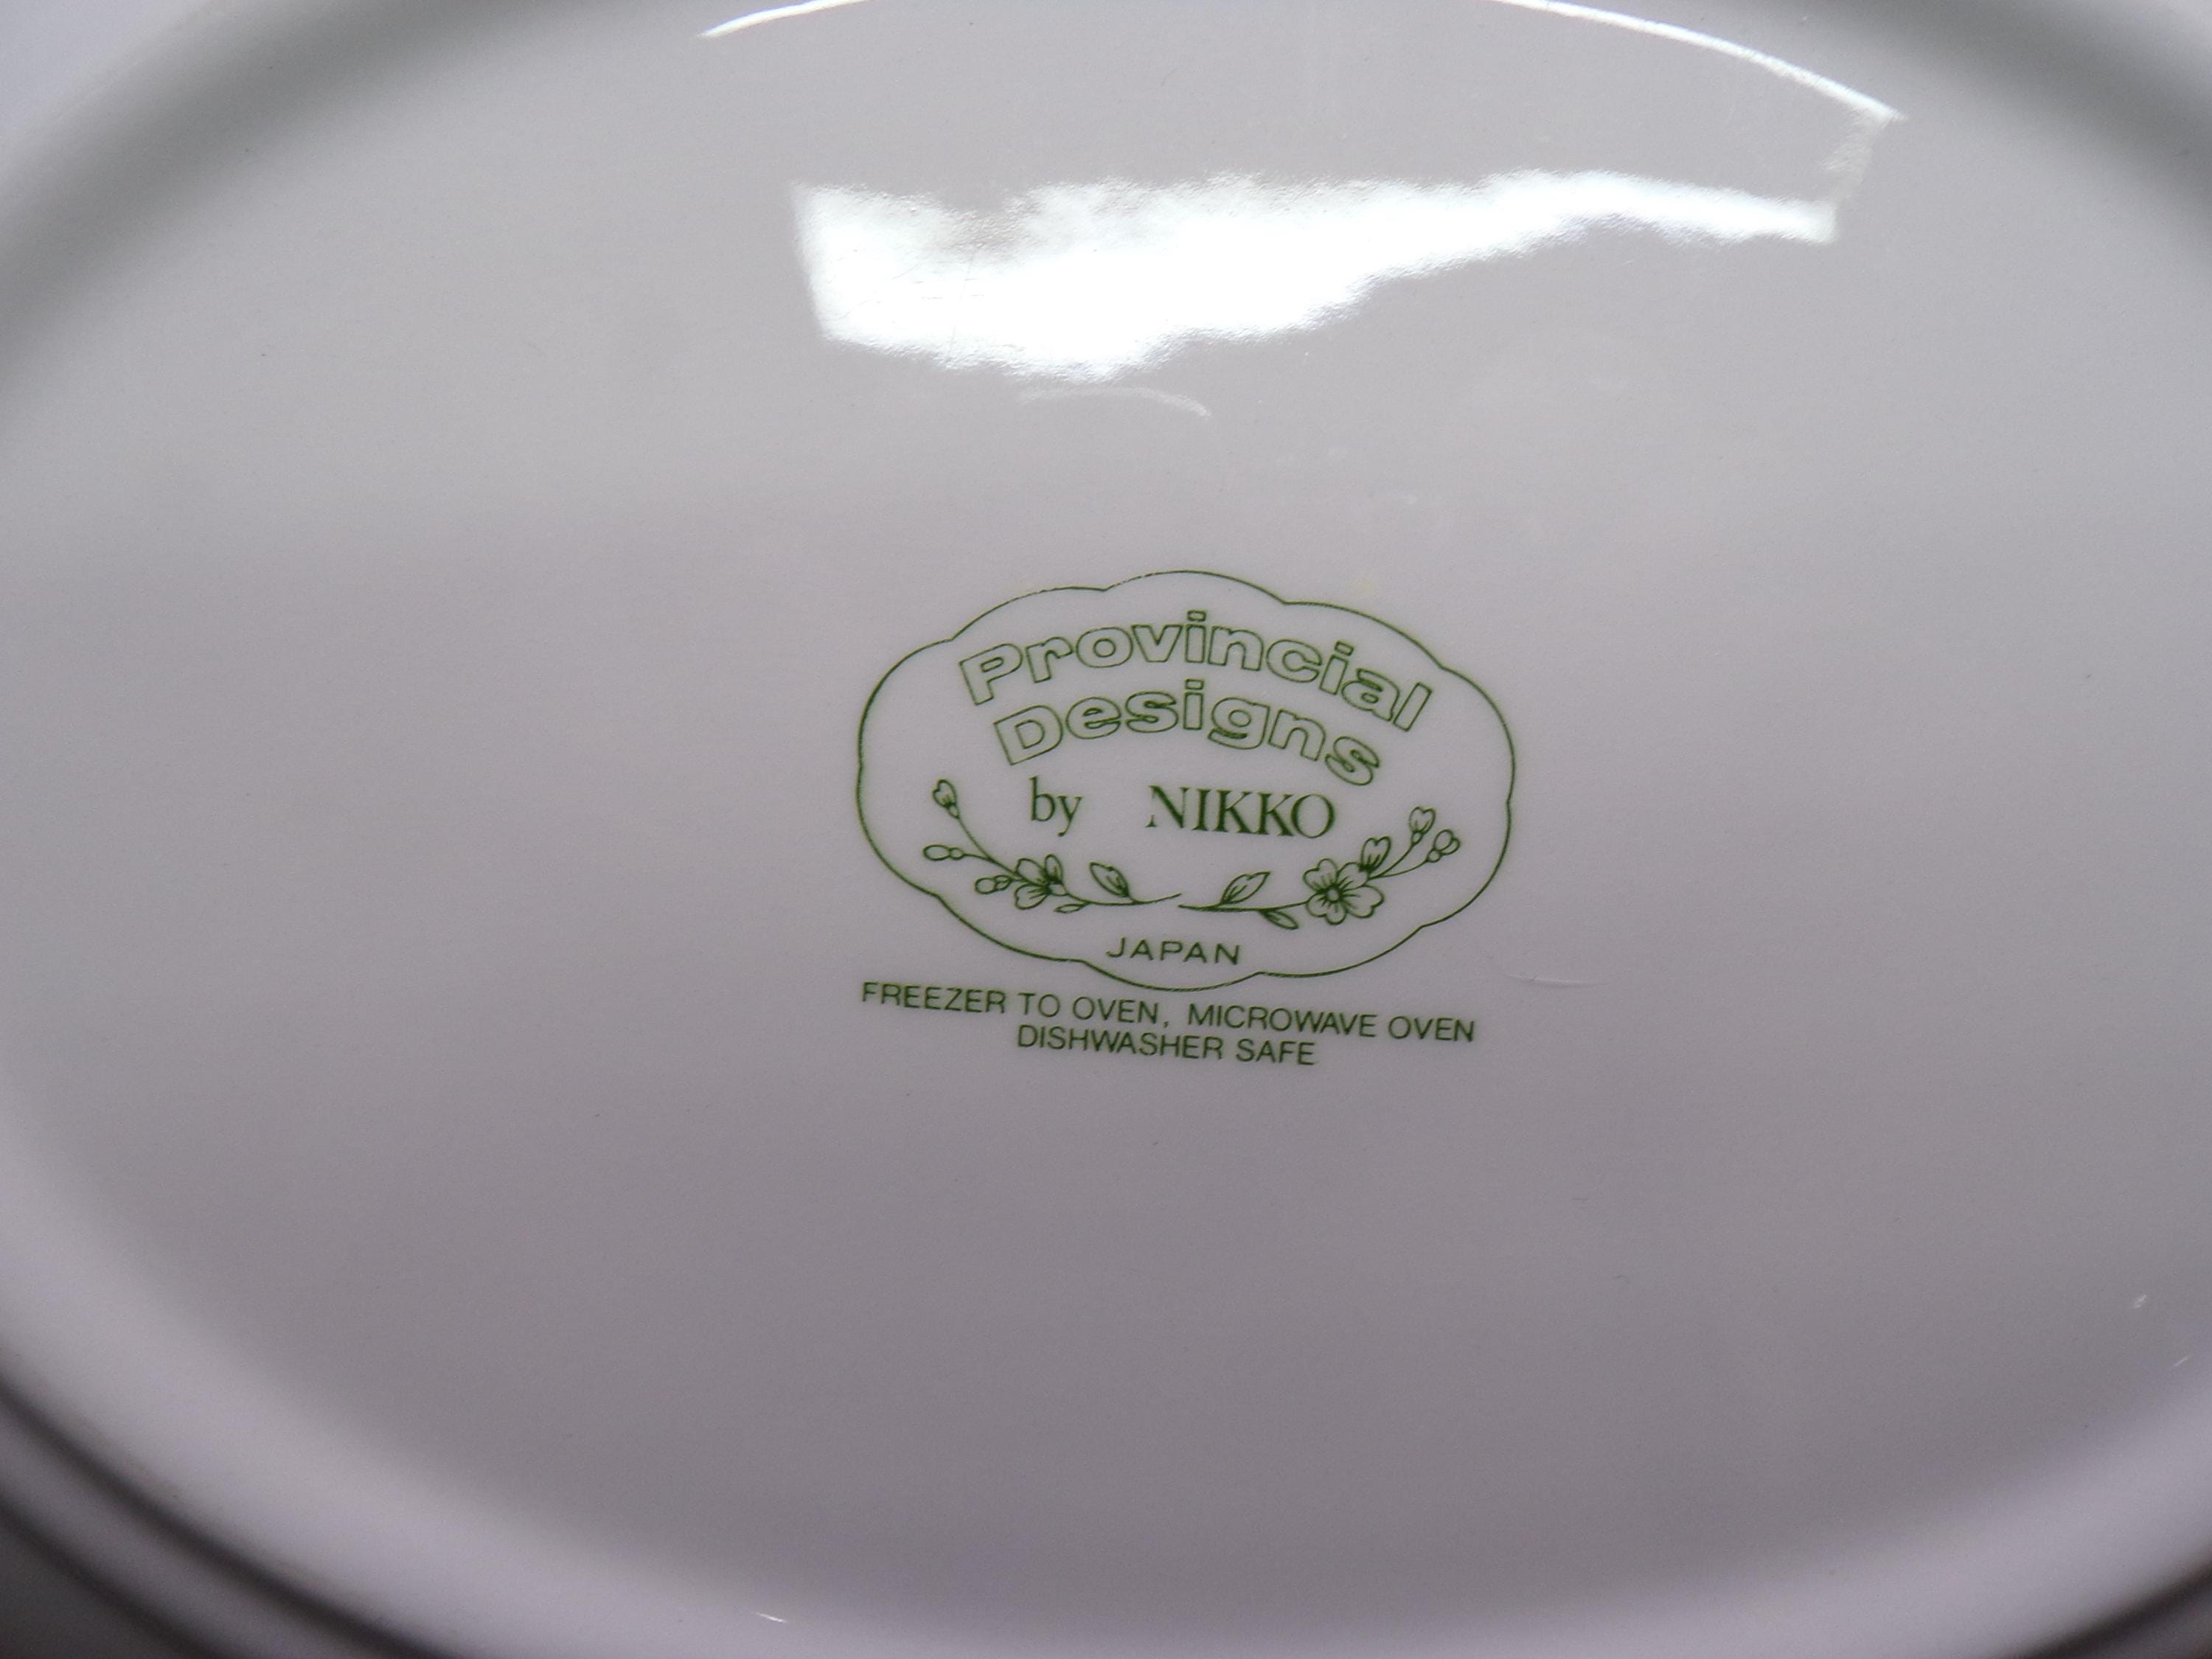 Provincial
Designs
by NIKKO
JAPAN
FREEZER TO OVEN, MICROWAVE OVEN
DISHWASHER SAFE